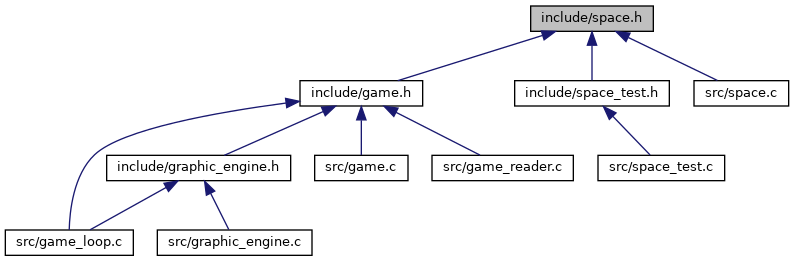 include/space.h
include/game.h
include/space_test.h
src/space.c
include/graphic_engine.h
src/game.c
src/game_reader.c
src/space_test.c
src/game_loop.c
src/graphic_engine.c